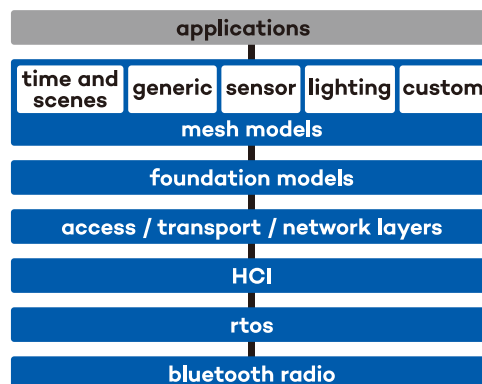 applications
time and
scenes
generic
sensor
lighting
custom
mesh models
foundation models
access / transport / network layers
HCI
rtos
bluetooth radio